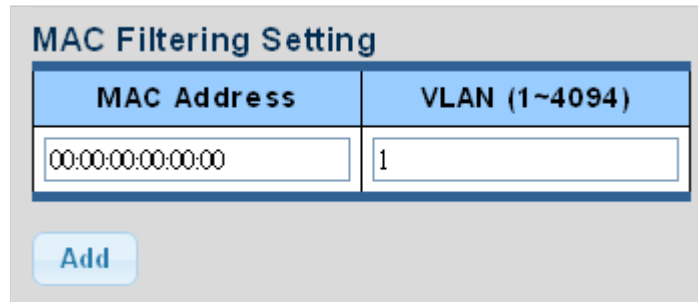 MAC Filtering Setting
MAC Address VLAN (1~4094)
00:00:00:00:00:00 1
Add